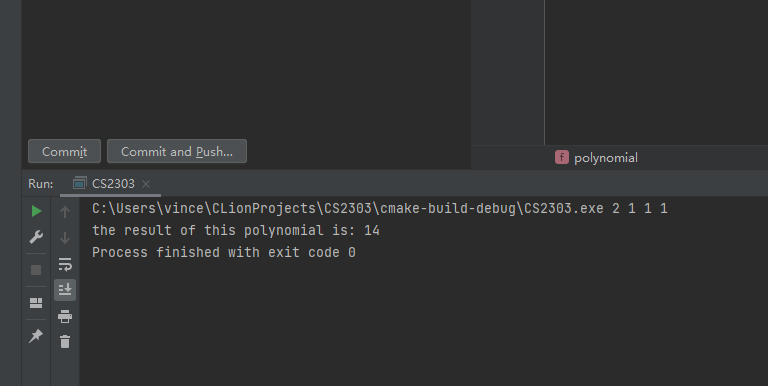 Commit Commit and Push...
f polynomial
Run: CS2303
C:\Users\vince\CLionProjects\CS2303\cmake-build-debug\CS2303.exe 2 1 1 1
the result of this polynomial is: 14
Process finished with exit code 0